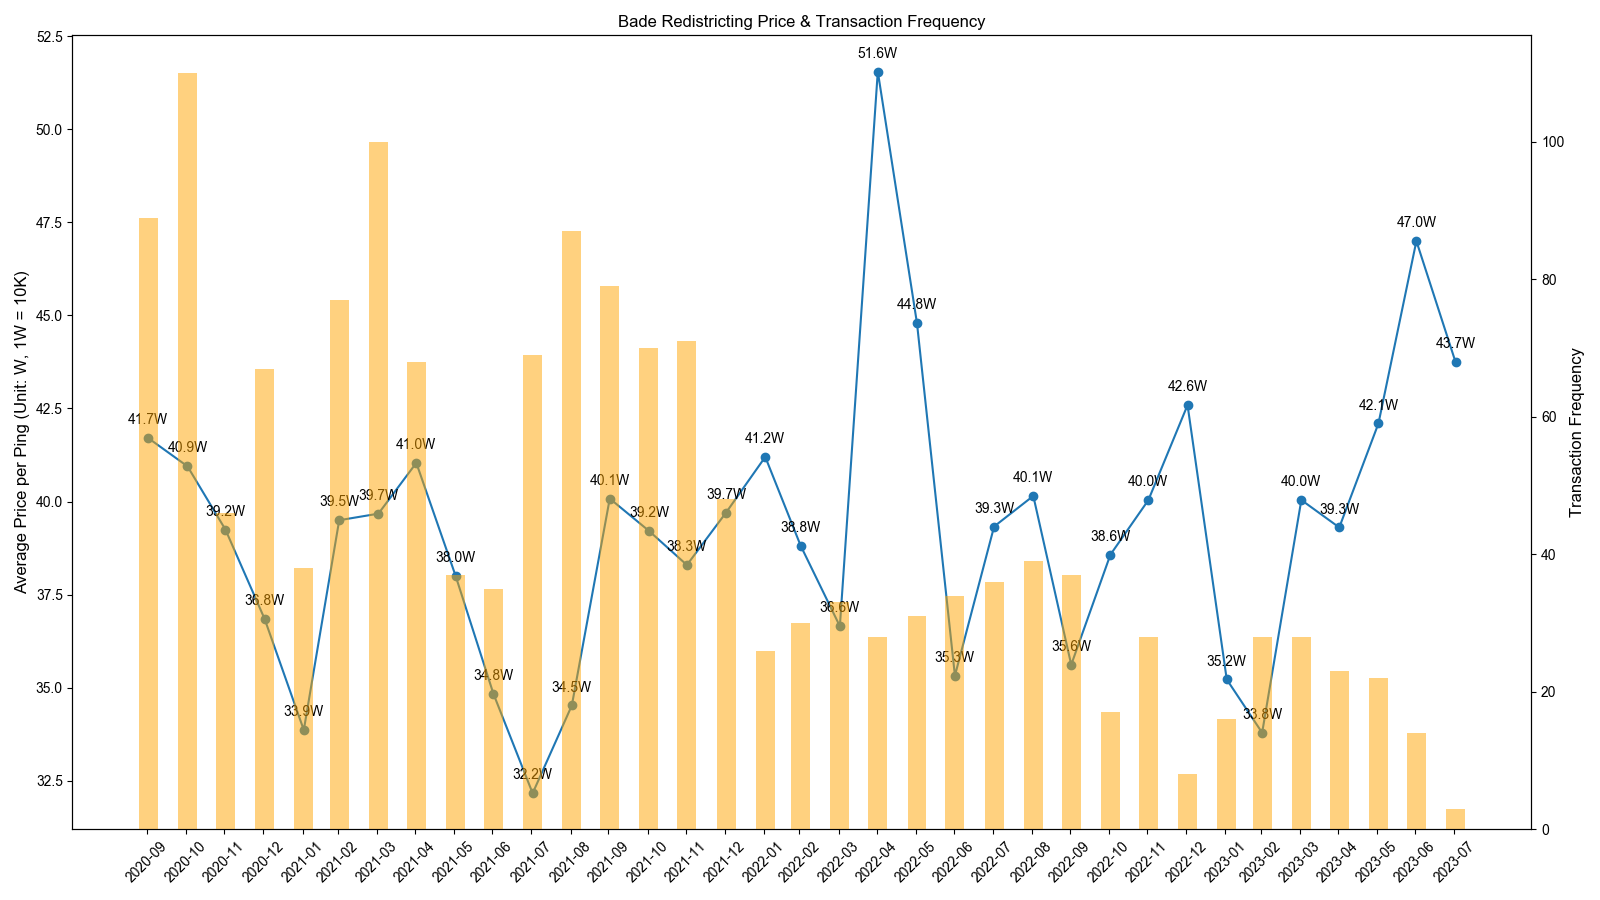 Bade Redistricting Price & Transaction Frequency
Average Price per Ping (Unit: W, 1W = 10K)
52.5
50.0
47.5
45.0
42.5
40.0
37.5
35.0
32.5
41.7W
40.9W
39.2W
36.8W
33.9W
39.5W
39.7W
41.0W
38.0W
34.8W
32.2W
34.5W
40.1W
39.2W
38.3W
39.7W
41.2W
38.8W
36.6W
51.6W
44.8W
35.3W
39.3W
40.1W
35.6W
38.6W
40.0W
42.6W
35.2W
33.8W
40.0W
39.3W
42.1W
47.0W
43.7W
100
80
60
40
20
0
Transaction Frequency
2020-09
2020-10
2020-11
2020-12
2021-01
2021-02
2021-03
2021-04
2021-05
2021-06
2021-07
2021-08
2021-09
2021-10
2021-11
2021-12
2022-01
2022-02
2022-03
2022-04
2022-05
2022-06
2022-07
2022-08
2022-09
2022-10
2022-11
2022-12
2023-01
2023-02
2023-03
2023-04
2023-05
2023-06
2023-07